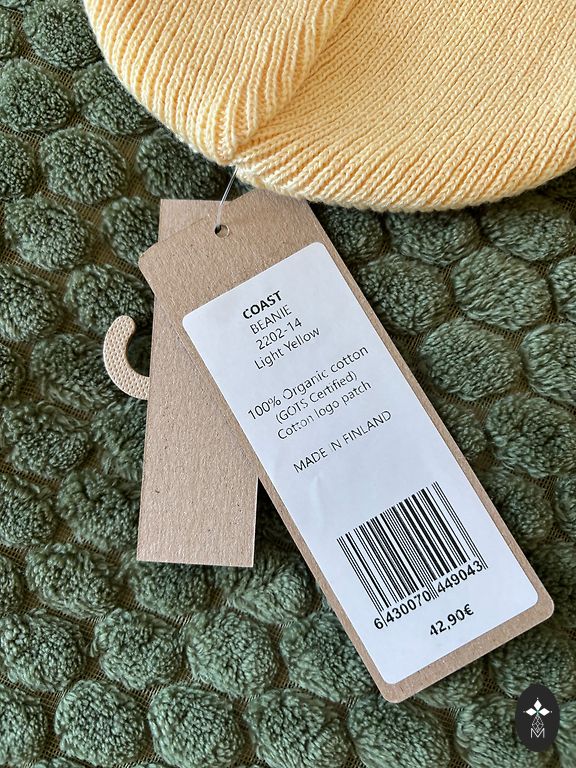 COAST
BEANIE
2202-14
Light Yellow
100% Organic cotton
(GOTS Certified)
Cotton logo patch
MADE IN FINLAND
6 430070 449043
42,90€
M